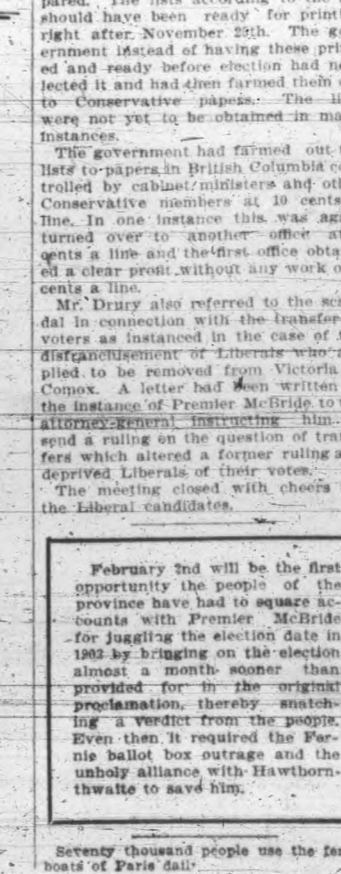 pared. The lists according to the
should have been ready for printi
right after November 29th. The go
ernment instead of having these pri
ed and ready before election had ne
lected it and had then farmed them o
to Conservative papers. The li
were not yet to be obtained in ma
instances.
The government had farmed out t
lists to papers in British Columbia co
trolled by cabinet ministers and oth
Conservative members at 10 cents
line. In one instance this was aga
turned over to another office at
cents a line and the first office obta
ed a clear profit without any work o
cents a line.
Mr. Drury also referred to the sca
dal in connection with the transfer
voters as instanced in the case of t
disfranchisement of Liberals who a
plied to be removed from Victoria
Comox. A letter had been written
the instance of Premier McBride to t
attorney-general instructing him
send a ruling on the question of tran
fers which altered a former ruling a
deprived Liberals of their votes.
The meeting closed with cheers
the Liberal candidates.
February 2nd will be the first
opportunity the people of the
province have had to square ac-
counts with Premier McBride
for juggling the election date in
1902 by bringing on the election
almost a month sooner than
provided for in the original
proclamation, thereby snatch-
ing a verdict from the people.
Even then it required the Fer-
nie ballot box outrage and the
unholy alliance with Hawthorn-
thwaite to save him.
Seventy thousand people use the fer
boats of Paris dail